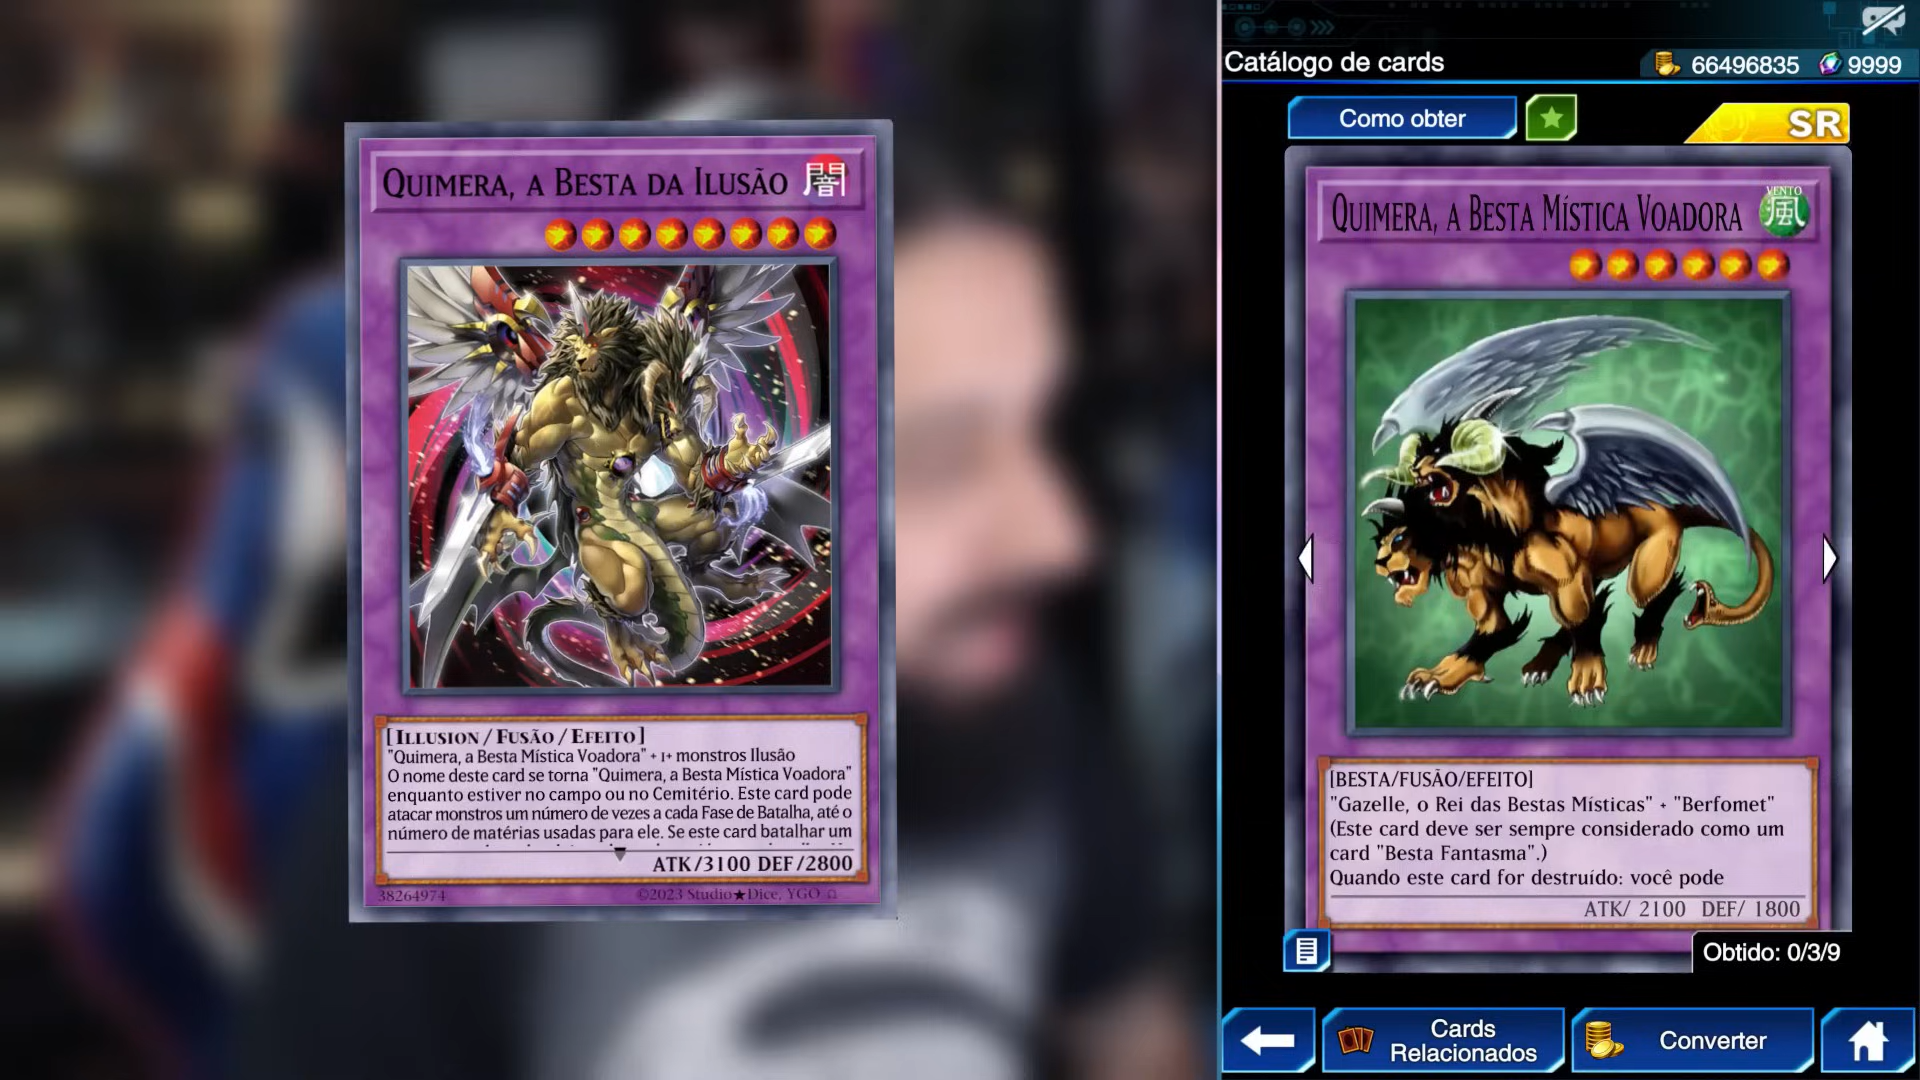 QUIMERA, A BESTA DA ILUSÃO 闇
[ILLUSION / FUSÃO / EFEITO]
"Quimera, a Besta Mística Voadora" + 1+ monstros Ilusão
O nome deste card se torna "Quimera, a Besta Mística Voadora"
enquanto estiver no campo ou no Cemitério. Este card pode
atacar monstros um número de vezes a cada Fase de Batalha, até o
número de matérias usadas para ele. Se este card batalhar um
ATK/3100 DEF/2800
38264974 ©2023 Studio★Dice, YGO
Catálogo de cards 66496835 9999
Como obter SR
QUIMERA, A BESTA MÍSTICA VOADORA VENTO 風
[BESTA/FUSÃO/EFEITO]
"Gazelle, o Rei das Bestas Místicas" + "Berfomet"
(Este card deve ser sempre considerado como um
card "Besta Fantasma".)
Quando este card for destruído: você pode
ATK/ 2100 DEF/ 1800
Obtido: 0/3/9
Cards
Relacionados
Converter